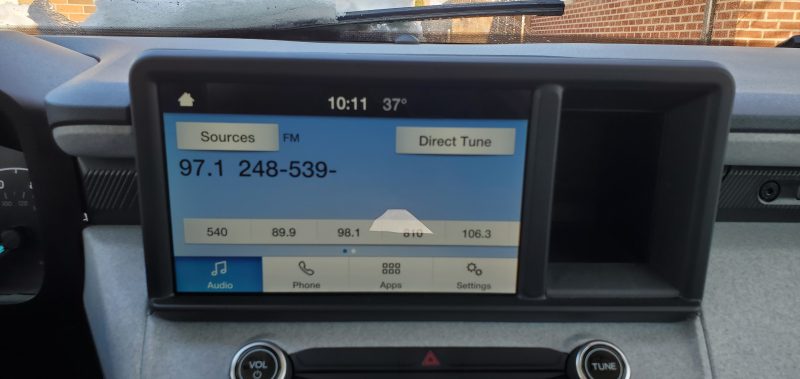 10:11 37°
Sources FM Direct Tune
97.1 248-539-
540 89.9 98.1 810 106.3
Audio Phone Apps Settings
VOL TUNE